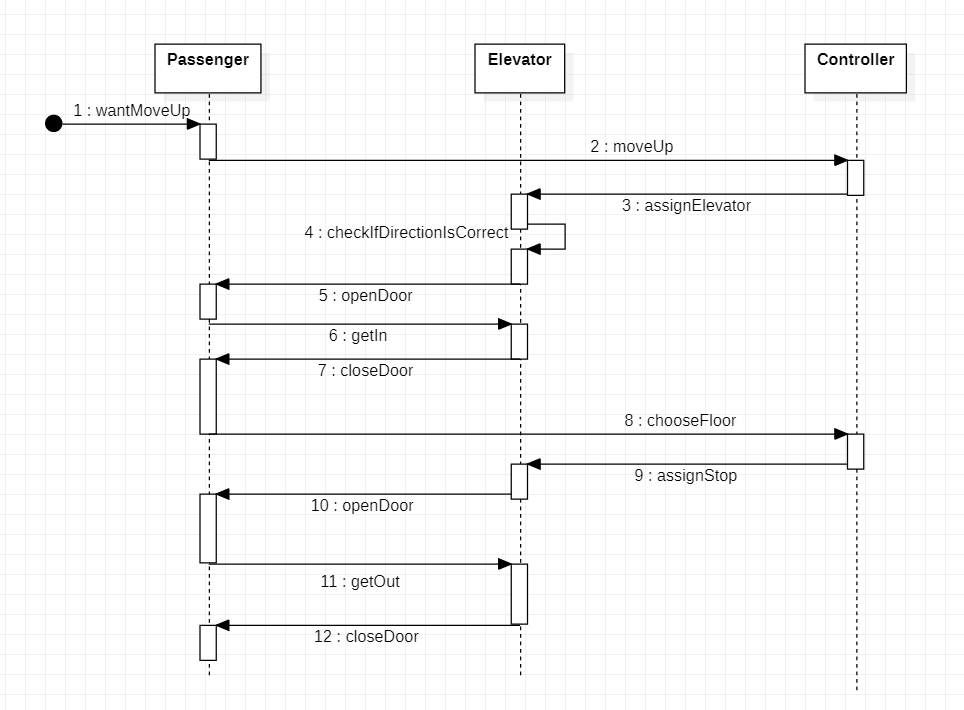 Passenger
Elevator
Controller
1 : wantMoveUp
2 : moveUp
3 : assignElevator
4 : checkIfDirectionIsCorrect
5 : openDoor
6 : getIn
7 : closeDoor
8 : chooseFloor
9 : assignStop
10 : openDoor
11 : getOut
12 : closeDoor